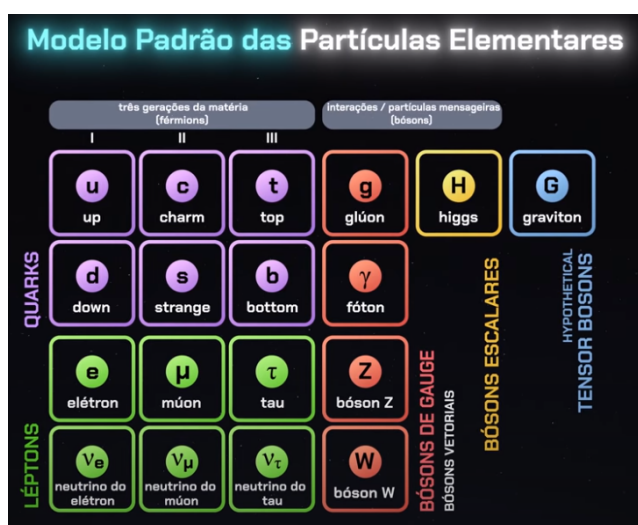 Modelo Padrão das Partículas Elementares
três gerações da matéria
(férmions)
interações / partículas mensageiras
(bósons)
I II III
u c t g H G
up charm top glúon higgs graviton
d s b γ
down strange bottom fóton
QUARKS
e μ τ Z
elétron múon tau bóson Z
νe νμ ντ W
neutrino do elétron neutrino do múon neutrino do tau bóson W
LÉPTONS
BÓSONS DE GAUGE
BÓSONS VETORIAIS
BÓSONS ESCALARES
HYPOTHETICAL
TENSOR BOSONS